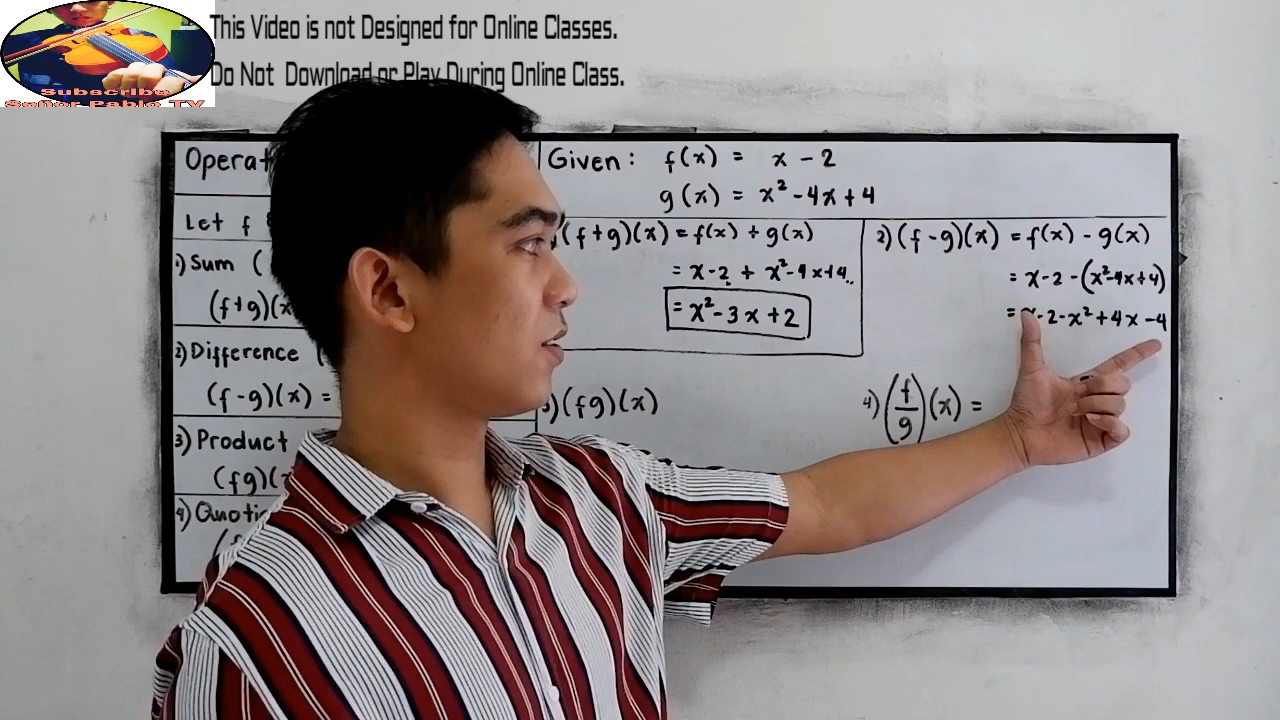 This Video is not Designed for Online Classes.
Do Not Download or Play During Online Class.
Subscribe
Señor Pablo TV
Given: f(x) = x - 2
g(x) = x² - 4x + 4
Let f
1) Sum (
(f+g)(x
2) Difference (
(f-g)(x) =
3) Product
(fg)(
4)
(f+g)(x) = f(x) + g(x)
= x-2 + x²-4x+4
= x² - 3x + 2
2) (f-g)(x) = f(x) - g(x)
= x-2 - (x²-4x+4)
= x-2-x²+4x-4
3) (fg)(x)
4) (f/g)(x) =